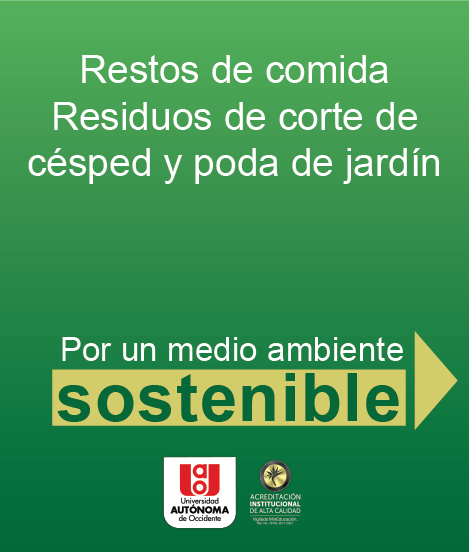 Restos de comida
Residuos de corte de
césped y poda de jardín
Por un medio ambiente
sostenible
Universidad
AUTÓNOMA
de Occidente
ACREDITACIÓN
INSTITUCIONAL
DE ALTA CALIDAD
Vigilada MinEducación.